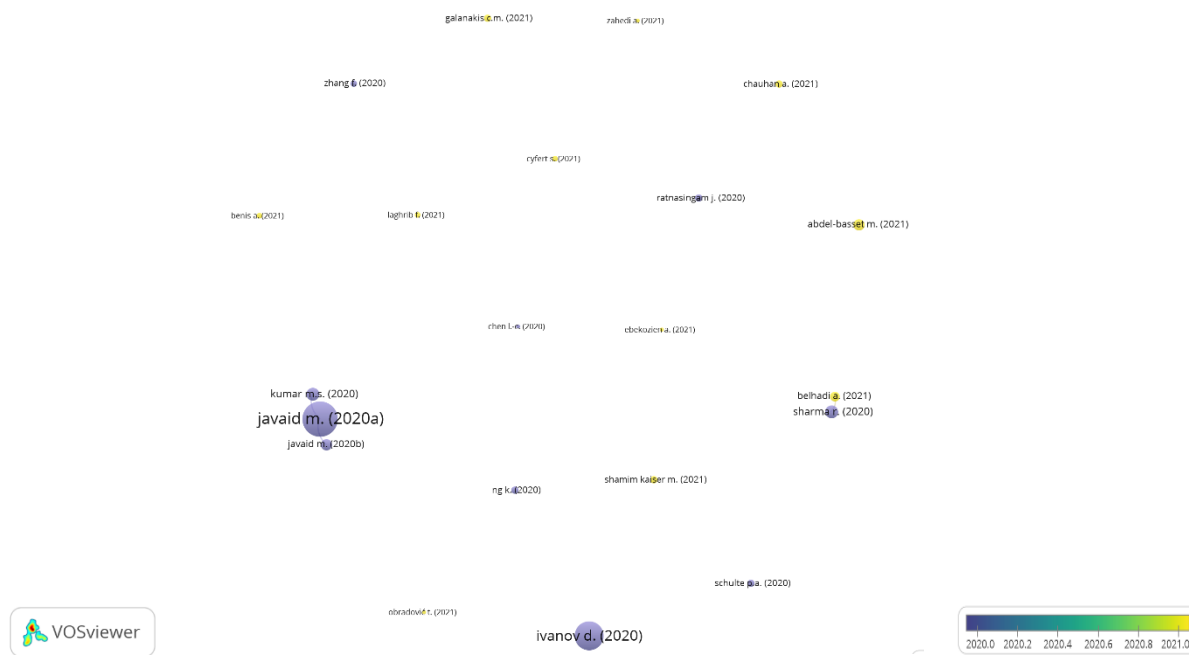 galanakis c.m. (2021)
zahedi a. (2021)
zhang f. (2020)
chauhan a. (2021)
cyfert s. (2021)
ratnasingam j. (2020)
benis a. (2021)
laghrib f. (2021)
abdel-basset m. (2021)
chen l.-e. (2020)
ebekozien a. (2021)
kumar m.s. (2020)
belhadi a. (2021)
javaid m. (2020a)
sharma r. (2020)
javaid m. (2020b)
shamim kaiser m. (2021)
ng k. (2020)
schulte p.a. (2020)
obradović t. (2021)
ivanov d. (2020)
VOSviewer
2020.0 2020.2 2020.4 2020.6 2020.8 2021.0